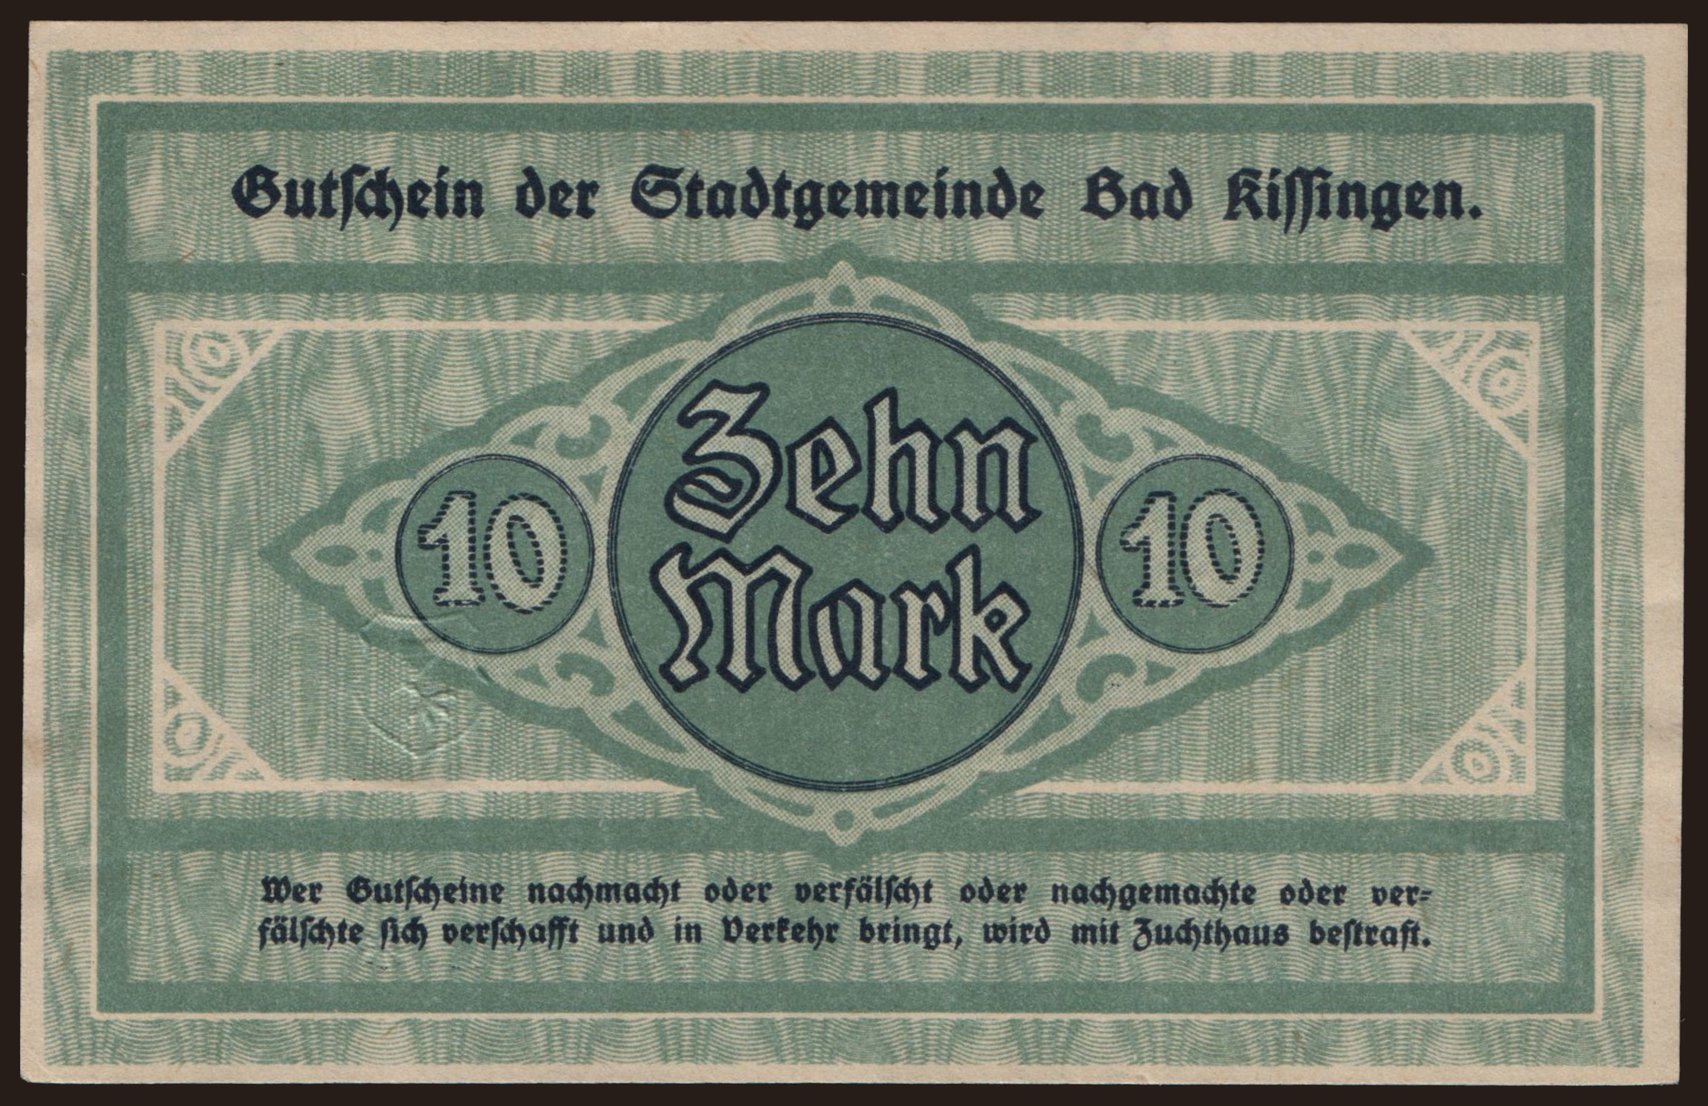 Gutschein der Stadtgemeinde Bad Kissingen.
Zehn
10
10
Mark
Wer Gutscheine nachmacht oder verfälscht oder nachgemachte oder ver=
fälschte sich verschafft und in Verkehr bringt, wird mit Zuchthaus bestraft.